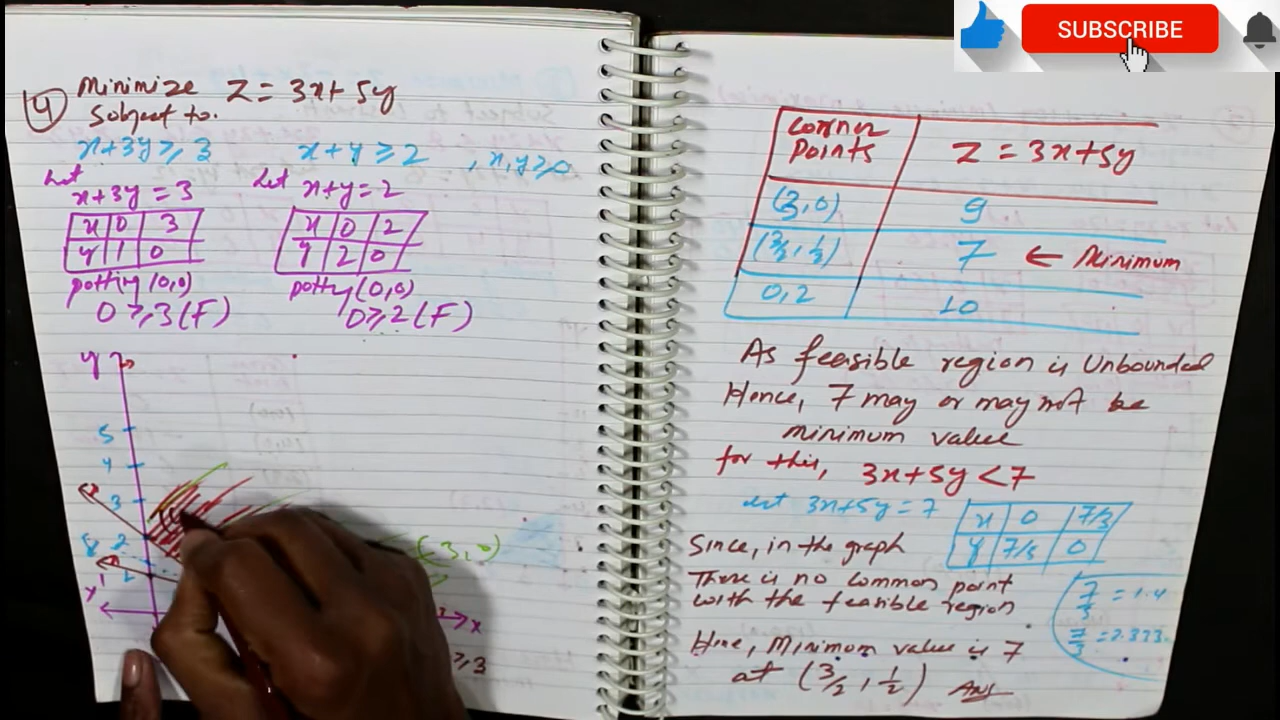 SUBSCRIBE
4 Minimize Z = 3x+5y
Subject to.
x+3y ≥ 3 x+y ≥ 2 , x,y ≥ 0
Let x+3y = 3 Let x+y = 2
x 0 3
y 1 0
x 0 2
y 2 0
putting (0,0) putty (0,0)
0 ≥ 3 (F) 0 ≥ 2 (F)
y
5
4
3
2
1
x'
x
(3,0)
≥ 3
Corner Points Z = 3x+5y
(3,0) 9
(3/2, 1/2) 7 ← Minimum
0,2 10
As feasible region is Unbounded
Hence, 7 may or may not be
minimum value
for this, 3x+5y < 7
Let 3x+5y = 7
x 0 7/3
y 7/5 0
Since, in the graph
There is no common point
with the feasible region
7/5 = 1.4
7/3 = 2.333.
Hine, Minimum value is 7
at (3/2, 1/2) Ans